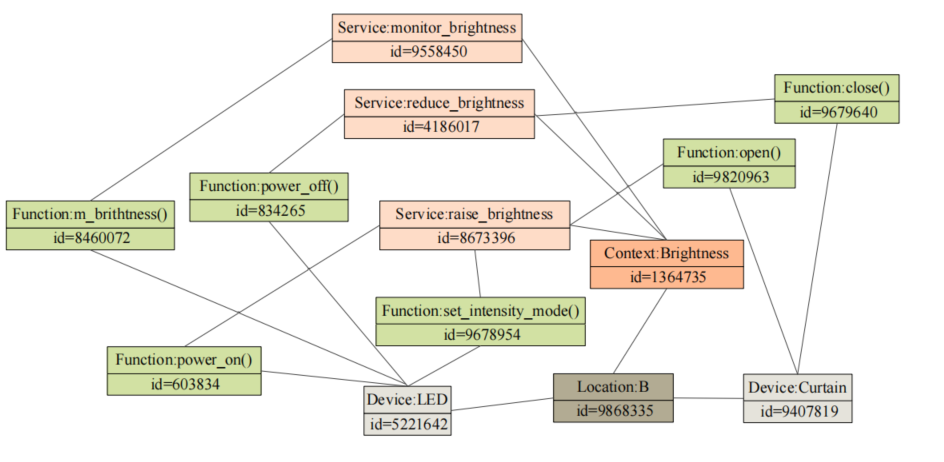 Service:monitor_brightness
id=9558450
Service:reduce_brightness
id=4186017
Function:close()
id=9679640
Function:open()
id=9820963
Function:power_off()
id=834265
Function:m_brithtness()
id=8460072
Service:raise_brightness
id=8673396
Context:Brightness
id=1364735
Function:set_intensity_mode()
id=9678954
Function:power_on()
id=603834
Device:LED
id=5221642
Location:B
id=9868335
Device:Curtain
id=9407819